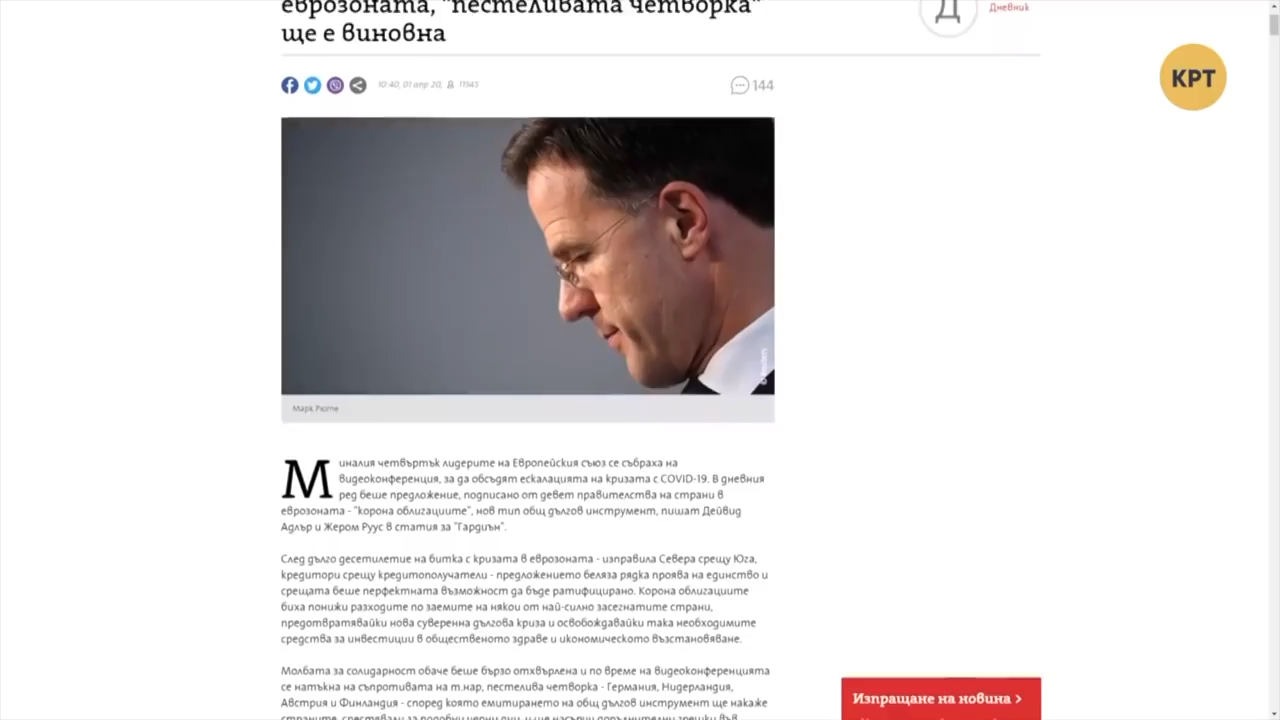 еврозоната, "пестеливата четворка"
ще е виновна
Дневник
10:40, 01 апр 20, 11545
144
КРТ
© Reuters
Марк Рюте
Миналия четвъртък лидерите на Европейския съюз се събраха на
видеоконференция, за да обсъдят ескалацията на кризата с COVID-19. В дневния
ред беше предложение, подписано от девет правителства на страни в
еврозоната - "корона облигациите", нов тип общ дългов инструмент, пишат Дейвид
Адлър и Жером Руус в статия за "Гардиън".
След дълго десетилетие на битка с кризата в еврозоната - изправила Севера срещу Юга,
кредитори срещу кредитополучатели - предложението беляза рядка проява на единство и
срещата беше перфектната възможност да бъде ратифицирано. Корона облигациите
биха понижи разходите по заемите на някои от най-силно засегнатите страни,
предотвратявайки нова суверенна дългова криза и освобождавайки така необходимите
средства за инвестиции в общественото здраве и икономическото възстановяване.
Молбата за солидарност обаче беше бързо отхвърлена и по време на видеоконференцията
се натъкна на съпротивата на т.нар, пестелива четворка - Германия, Нидерландия,
Австрия и Финландия - според която емитирането на общ дългов инструмент ще накаже
Изпращане на новина >